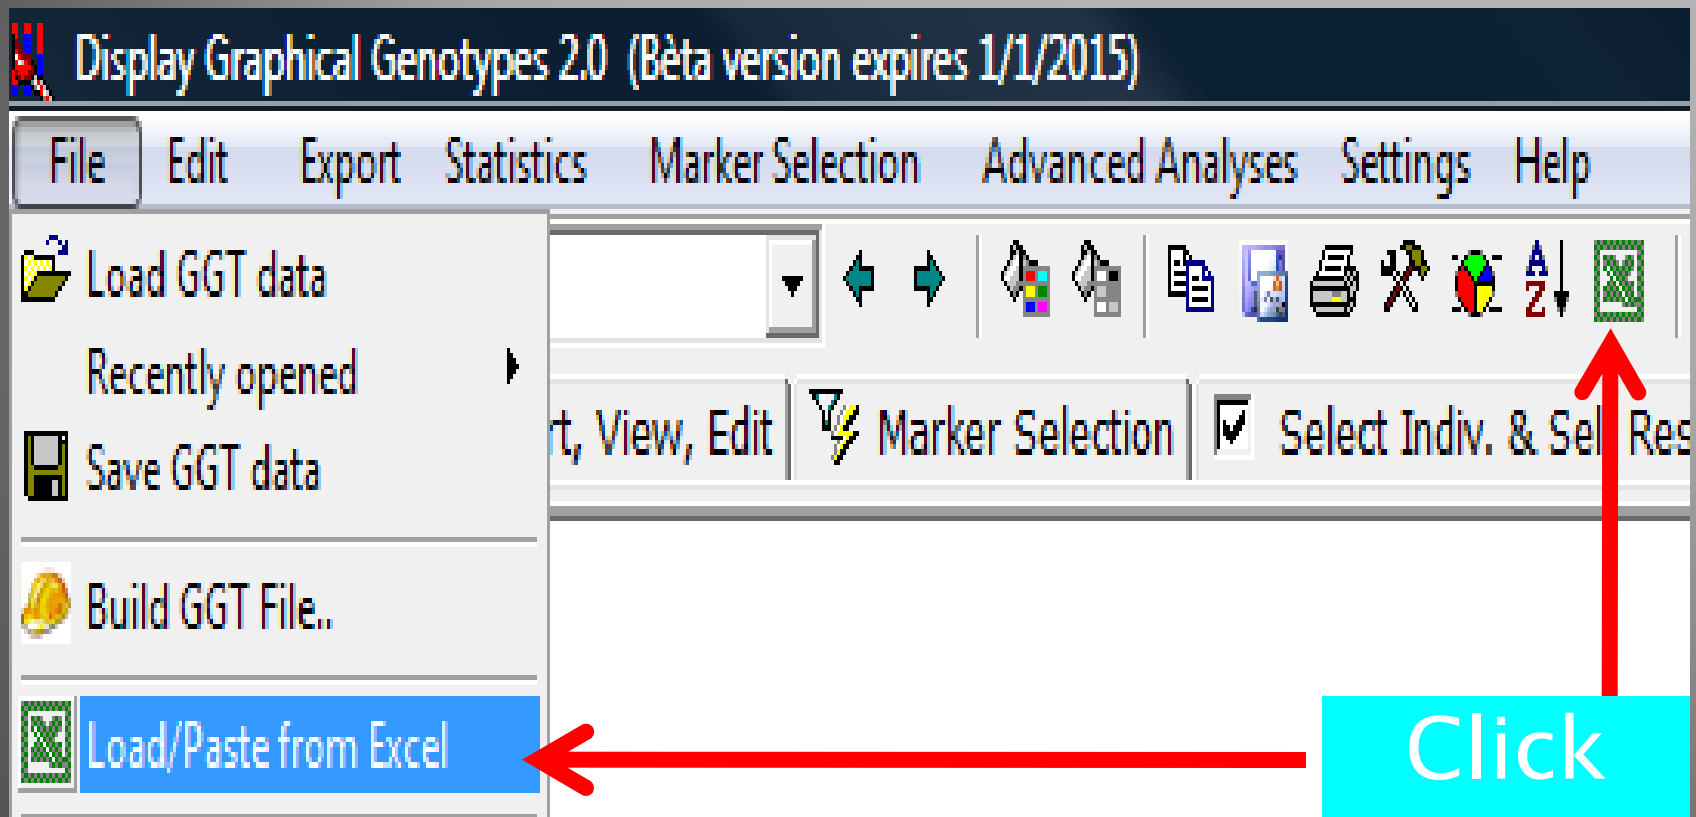 Display Graphical Genotypes 2.0 (Bèta version expires 1/1/2015)
File Edit Export Statistics Marker Selection Advanced Analyses Settings Help
Load GGT data
Recently opened
rt, View, Edit Marker Selection Select Indiv. & Sel Res
Save GGT data
Build GGT File..
Load/Paste from Excel
Click